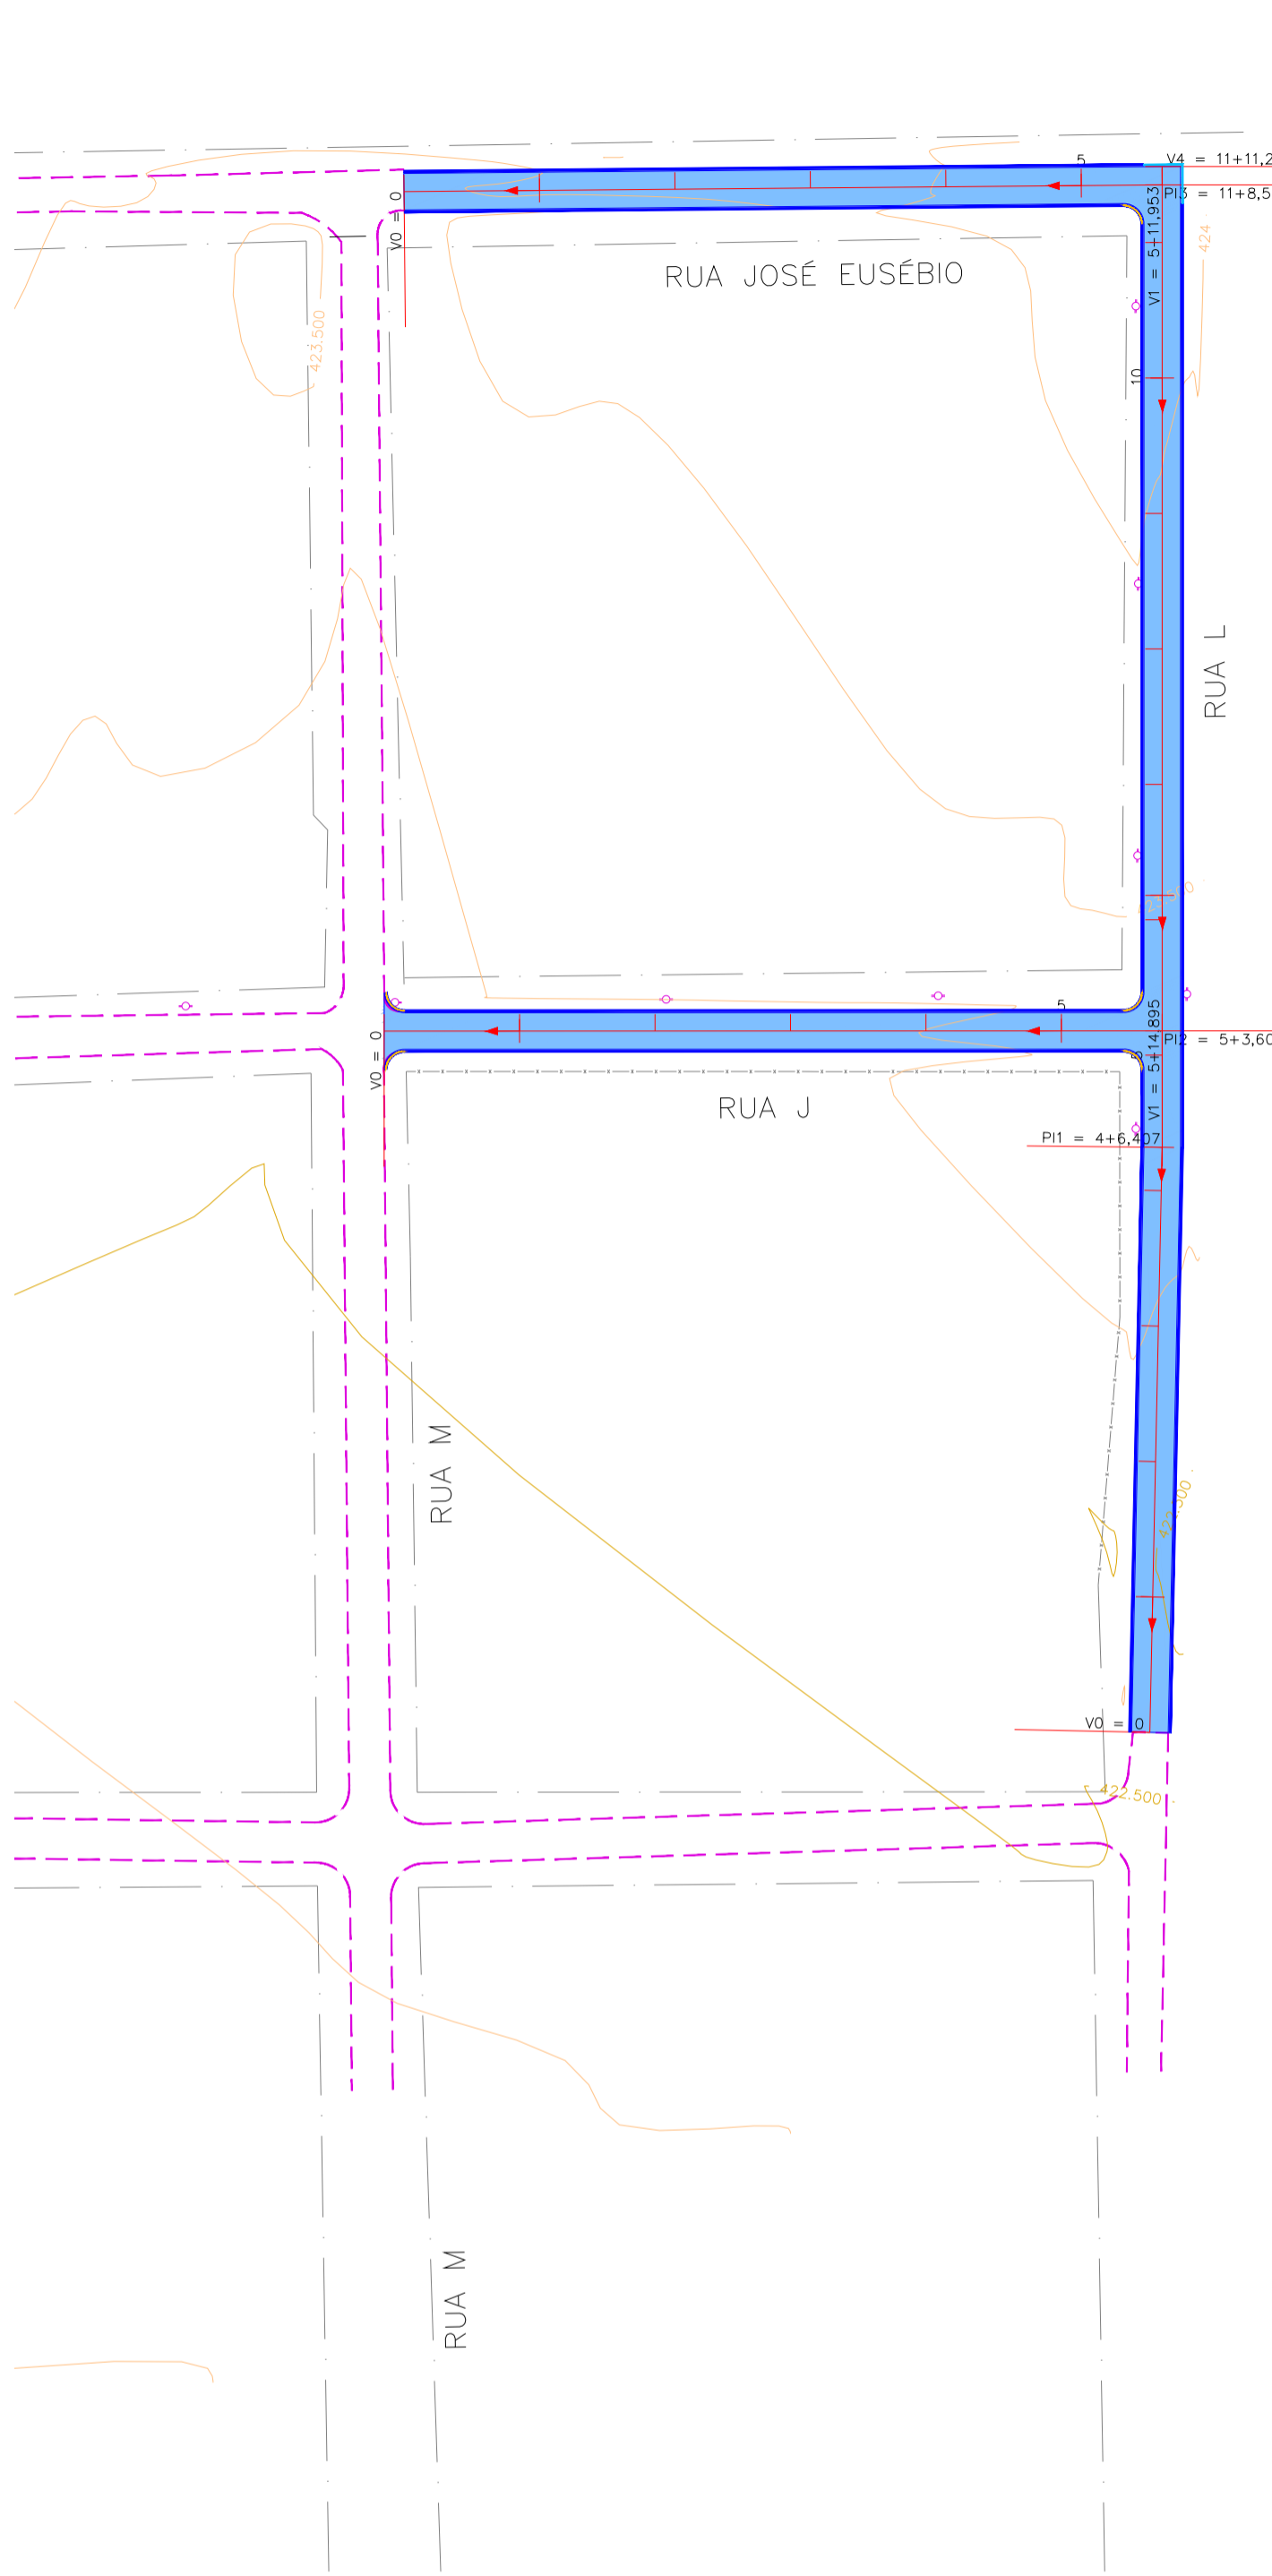 5
V4 = 11+11,2
PI3 = 11+8,5
V0 = 0
V1 = 5+11,953
424
RUA JOSÉ EUSÉBIO
423.500
10
RUA L
5
V0 = 0
V1 = 5+14,895
PI2 = 5+3,60
RUA J
PI1 = 4+6,407
RUA M
V0 = 0
422.500
RUA M